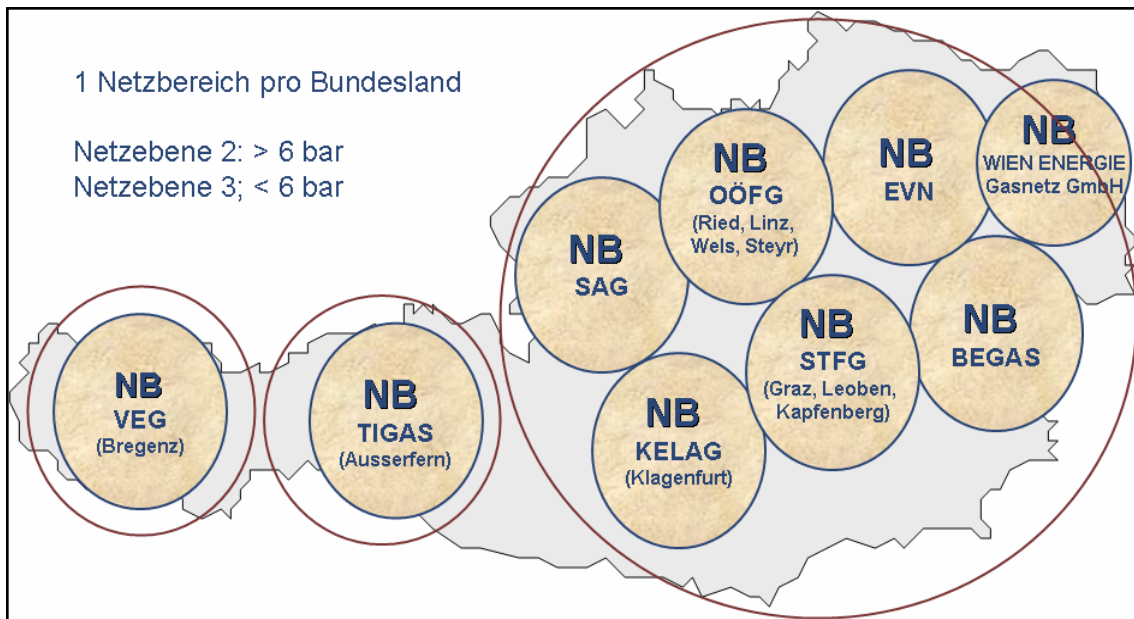 1 Netzbereich pro Bundesland
Netzebene 2: > 6 bar
Netzebene 3; < 6 bar
NB
VEG
(Bregenz)
NB
TIGAS
(Ausserfern)
NB
SAG
NB
OÖFG
(Ried, Linz,
Wels, Steyr)
NB
EVN
NB
WIEN ENERGIE
Gasnetz GmbH
NB
KELAG
(Klagenfurt)
NB
STFG
(Graz, Leoben,
Kapfenberg)
NB
BEGAS